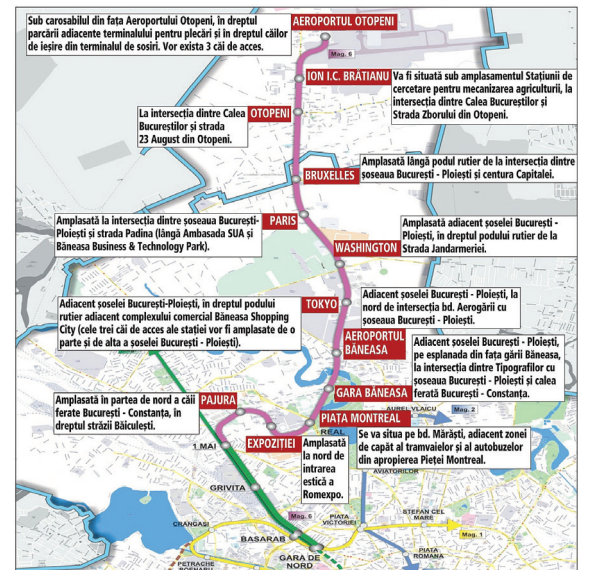 Sub carosabilul din fața Aeroportului Otopeni, în dreptul
parcării adiacente terminalului pentru plecări și în dreptul căilor
de ieșire din terminalul de sosiri. Vor exista 3 căi de acces.
AEROPORTUL OTOPENI
Mag. 6
ION I.C. BRĂTIANU
Va fi situată sub amplasamentul Stațiunii de
cercetare pentru mecanizarea agriculturii, la
intersecția dintre Calea Bucureștilor și
Strada Zborului din Otopeni.
La intersecția dintre Calea
Bucureștilor și strada
23 August din Otopeni.
OTOPENI
Amplasată lângă podul rutier de la intersecția dintre
șoseaua București - Ploiești și centura Capitalei.
BRUXELLES
Amplasată la intersecția dintre șoseaua București-
Ploiești și strada Padina (lângă Ambasada SUA și
Băneasa Business & Technology Park).
PARIS
Amplasată adiacent șoselei București -
Ploiești, în dreptul podului rutier de la
Strada Jandarmeriei.
WASHINGTON
Adiacent șoselei București-Ploiești, în dreptul podului
rutier adiacent complexului comercial Băneasa Shopping
City (cele trei căi de acces ale stației vor fi amplasate de o
parte și de alta a șoselei București - Ploiești).
TOKYO
Adiacent șoselei București - Ploiești, la
nord de intersecția bd. Aerogării cu
șoseaua București - Ploiești.
AEROPORTUL
BĂNEASA
Adiacent șoselei București - Ploiești,
pe esplanada din fața gării Băneasa,
la intersecția dintre Tipografilor cu
șoseaua București - Ploiești și calea
ferată București - Constanța.
GARA BĂNEASA
Amplasată în partea de nord a căii
ferate București - Constanța, în
dreptul străzii Băiculești.
PAJURA
PIAȚA MONTREAL
AUREL VLAICU
Mag. 2
REAL
EXPOZIȚIEI
Amplasată
la nord de
intrarea
estică a
Romexpo.
Se va situa pe bd. Mărăști, adiacent zonei
de capăt al tramvaielor și al autobuzelor
din apropierea Pieței Montreal.
1 MAI
AVIATORILOR
GRIVIȚA
Mag. 6
PIAȚA
VICTORIEI
ȘTEFAN CEL
MARE
Mag. 1
CRÂNGAȘI
BASARAB
GARA DE
NORD
PIAȚA
ROMANĂ
PETRACHE
POENARU